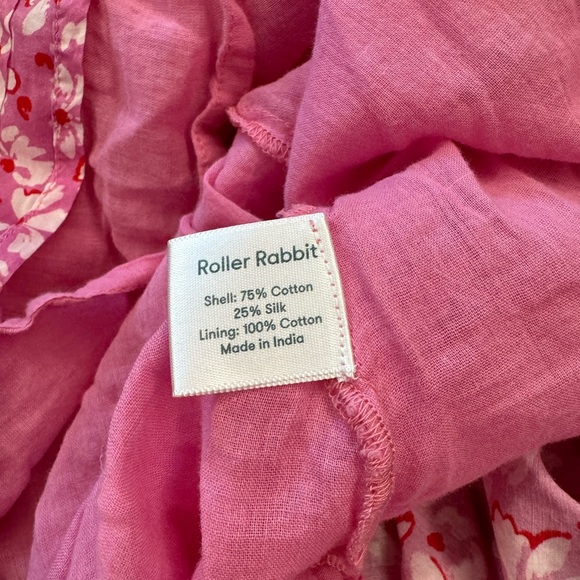 Roller Rabbit
Shell: 75% Cotton
25% Silk
Lining: 100% Cotton
Made in India